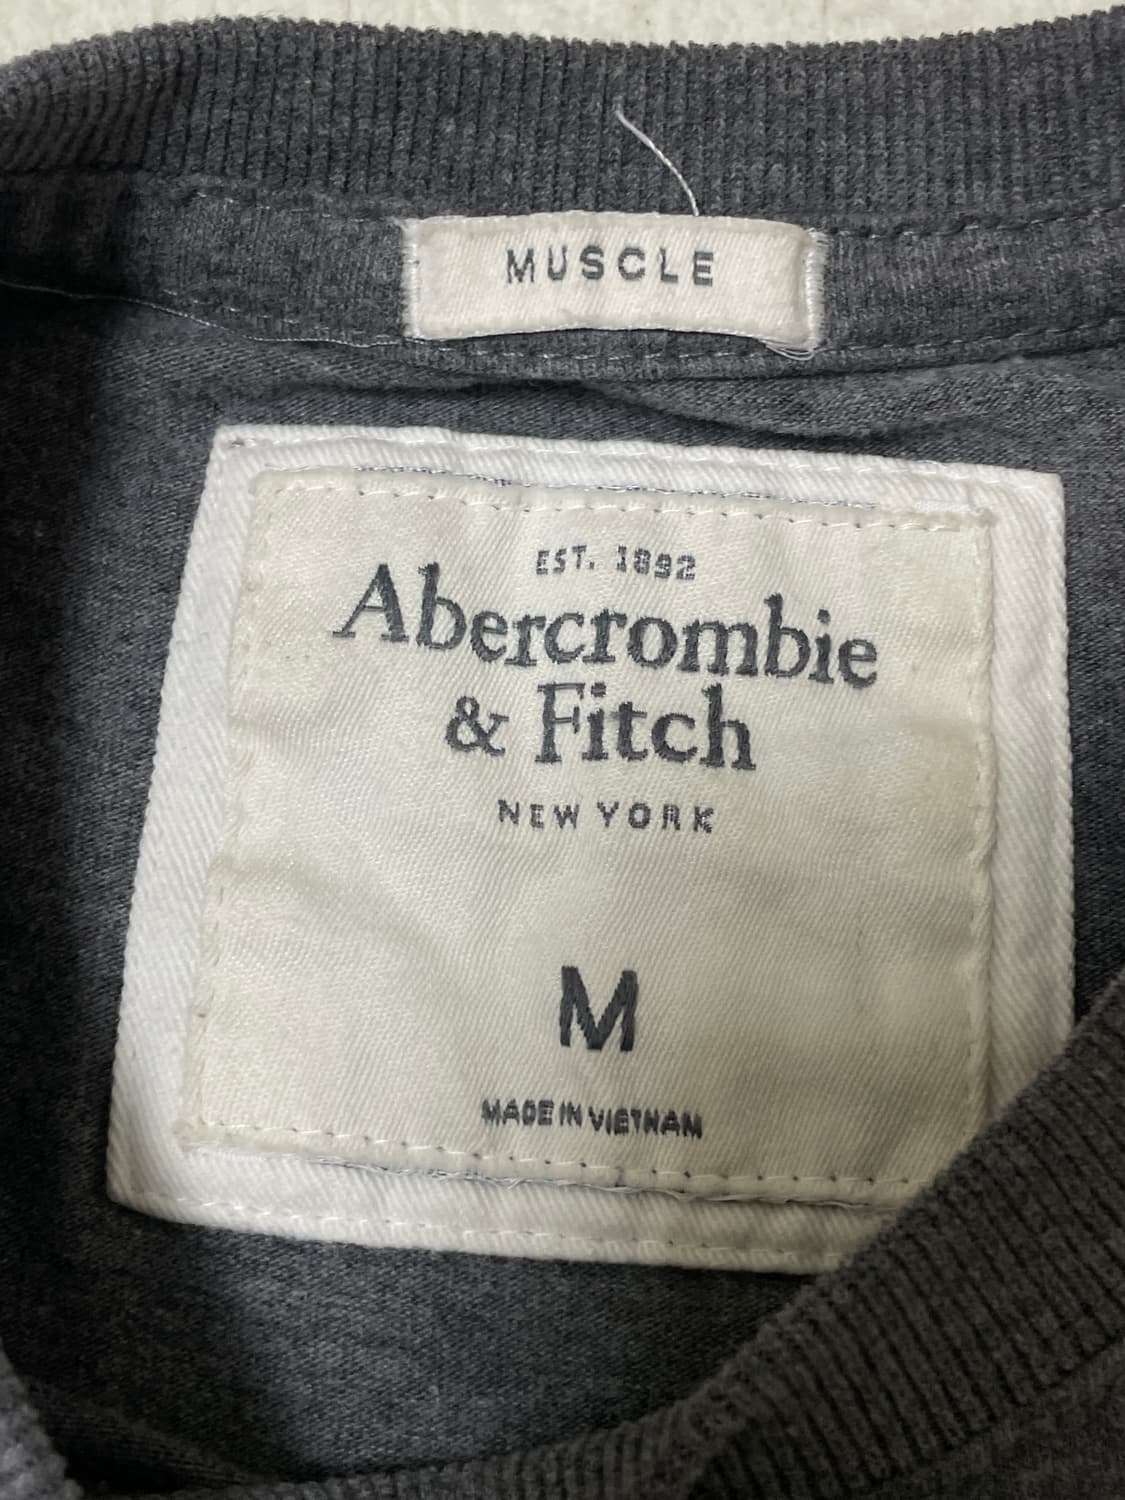 MUSCLE
EST. 1892
Abercrombie
& Fitch
NEW YORK
M
MADE IN VIETNAM